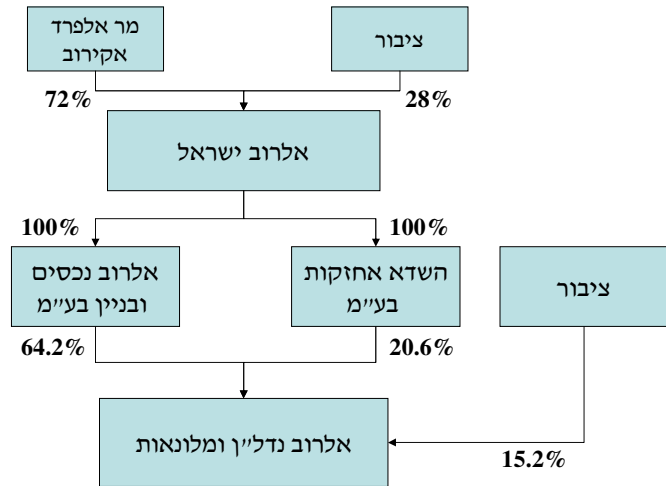 מר אלפרד
אקירוב
ציבור
72%
28%
אלרוב ישראל
100%
100%
אלרוב נכסים
ובניין בע"מ
השדא אחזקות
בע"מ
ציבור
64.2%
20.6%
אלרוב נדל"ן ומלונאות
15.2%